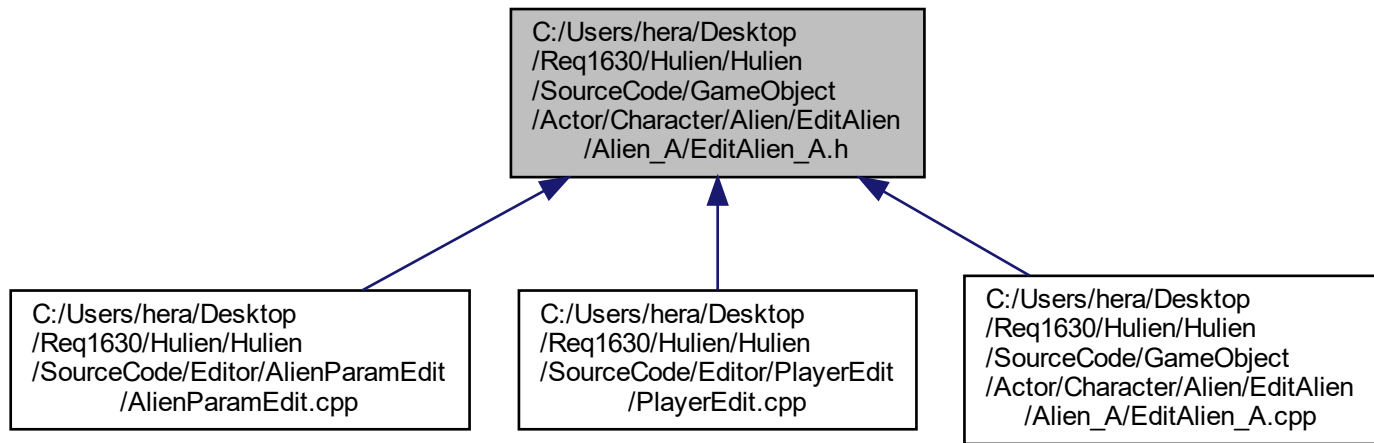 C:/Users/hera/Desktop
/Req1630/Hulien/Hulien
/SourceCode/GameObject
/Actor/Character/Alien/EditAlien
/Alien_A/EditAlien_A.h
C:/Users/hera/Desktop
/Req1630/Hulien/Hulien
/SourceCode/Editor/AlienParamEdit
/AlienParamEdit.cpp
C:/Users/hera/Desktop
/Req1630/Hulien/Hulien
/SourceCode/Editor/PlayerEdit
/PlayerEdit.cpp
C:/Users/hera/Desktop
/Req1630/Hulien/Hulien
/SourceCode/GameObject
/Actor/Character/Alien/EditAlien
/Alien_A/EditAlien_A.cpp